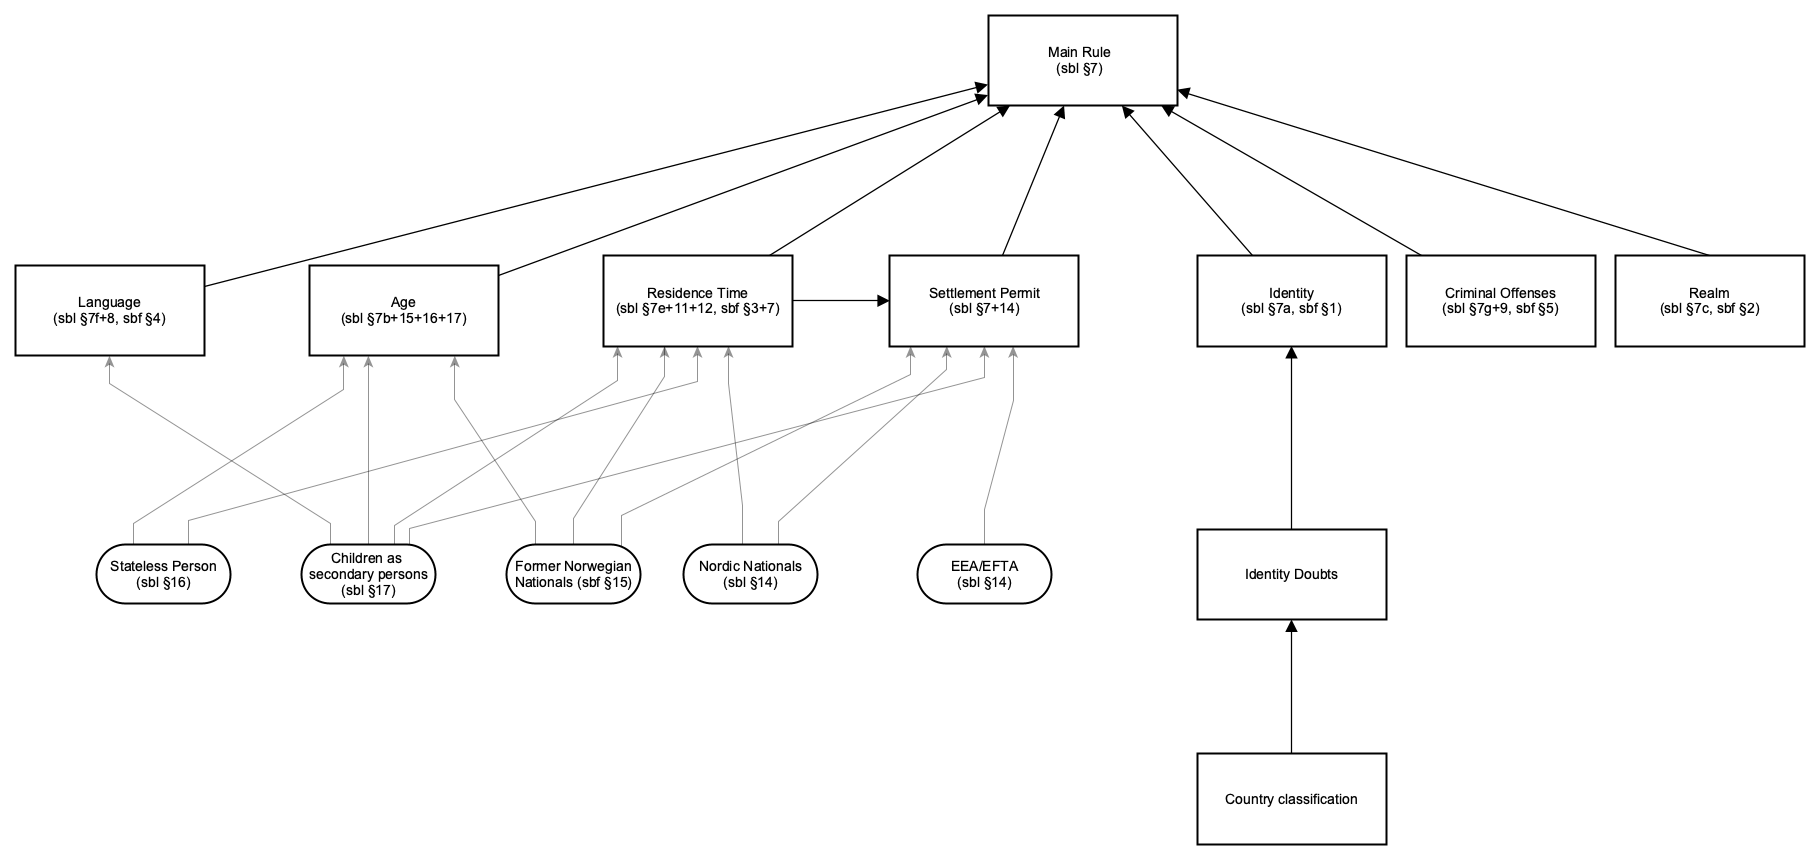 Main Rule
(sbl §7)
Language
(sbl §7f+8, sbf §4)
Age
(sbl §7b+15+16+17)
Residence Time
(sbl §7e+11+12, sbf §3+7)
Settlement Permit
(sbl §7+14)
Identity
(sbl §7a, sbf §1)
Criminal Offenses
(sbl §7g+9, sbf §5)
Realm
(sbl §7c, sbf §2)
Stateless Person
(sbl §16)
Children as
secondary persons
(sbl §17)
Former Norwegian
Nationals (sbf §15)
Nordic Nationals
(sbl §14)
EEA/EFTA
(sbl §14)
Identity Doubts
Country classification